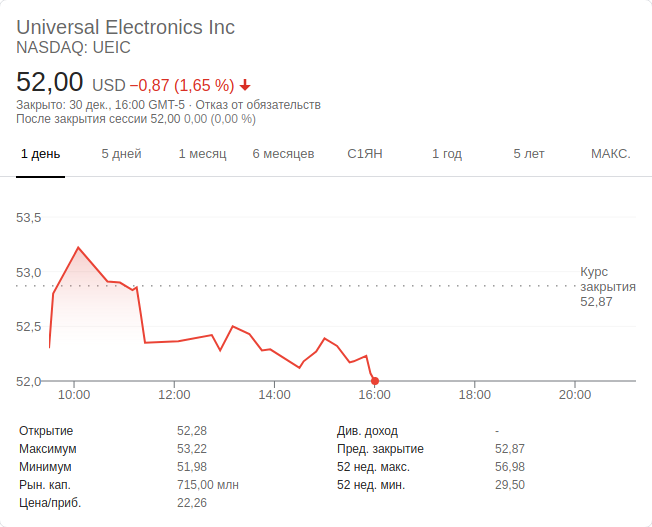 Universal Electronics Inc
NASDAQ: UEIC
52,00 USD −0,87 (1,65 %)
Закрыто: 30 дек., 16:00 GMT-5 · Отказ от обязательств
После закрытия сессии 52,00 0,00 (0,00 %)
1 день 5 дней 1 месяц 6 месяцев С1ЯН 1 год 5 лет МАКС.
53,5
53,0
52,5
52,0
Курс
закрытия
52,87
10:00 12:00 14:00 16:00 18:00 20:00
Открытие 52,28
Максимум 53,22
Минимум 51,98
Рын. кап. 715,00 млн
Цена/приб. 22,26
Див. доход -
Пред. закрытие 52,87
52 нед. макс. 56,98
52 нед. мин. 29,50